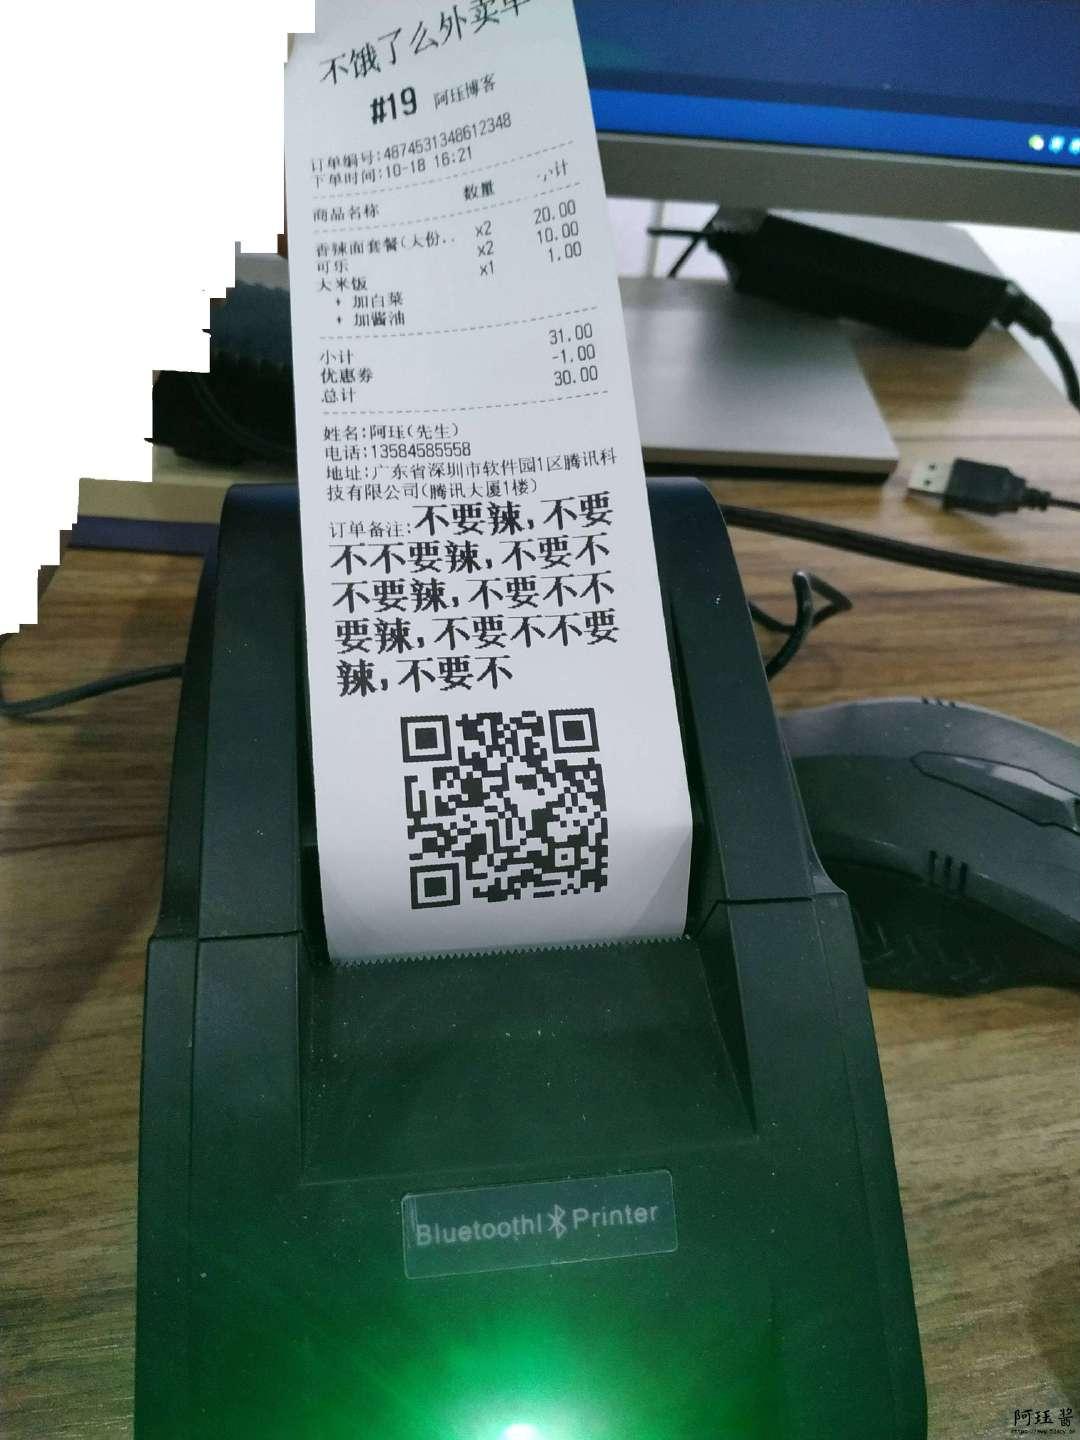 不饿了么外卖单
#19 阿珏博客
订单编号:4874531348612348
下单时间:10-18 16:21
商品名称 数量 小计
香辣面套餐(大份.. x2 20.00
可乐 x2 10.00
大米饭 x1 1.00
+ 加白菜
+ 加酱油
小计 31.00
优惠券 -1.00
总计 30.00
姓名:阿珏(先生)
电话:13584585558
地址:广东省深圳市软件园1区腾讯科
技有限公司(腾讯大厦1楼)
订单备注:不要辣,不要
不不要辣,不要不
不要辣,不要不不
要辣,不要不不要
辣,不要不
Bluetooth Printer
阿珏酱